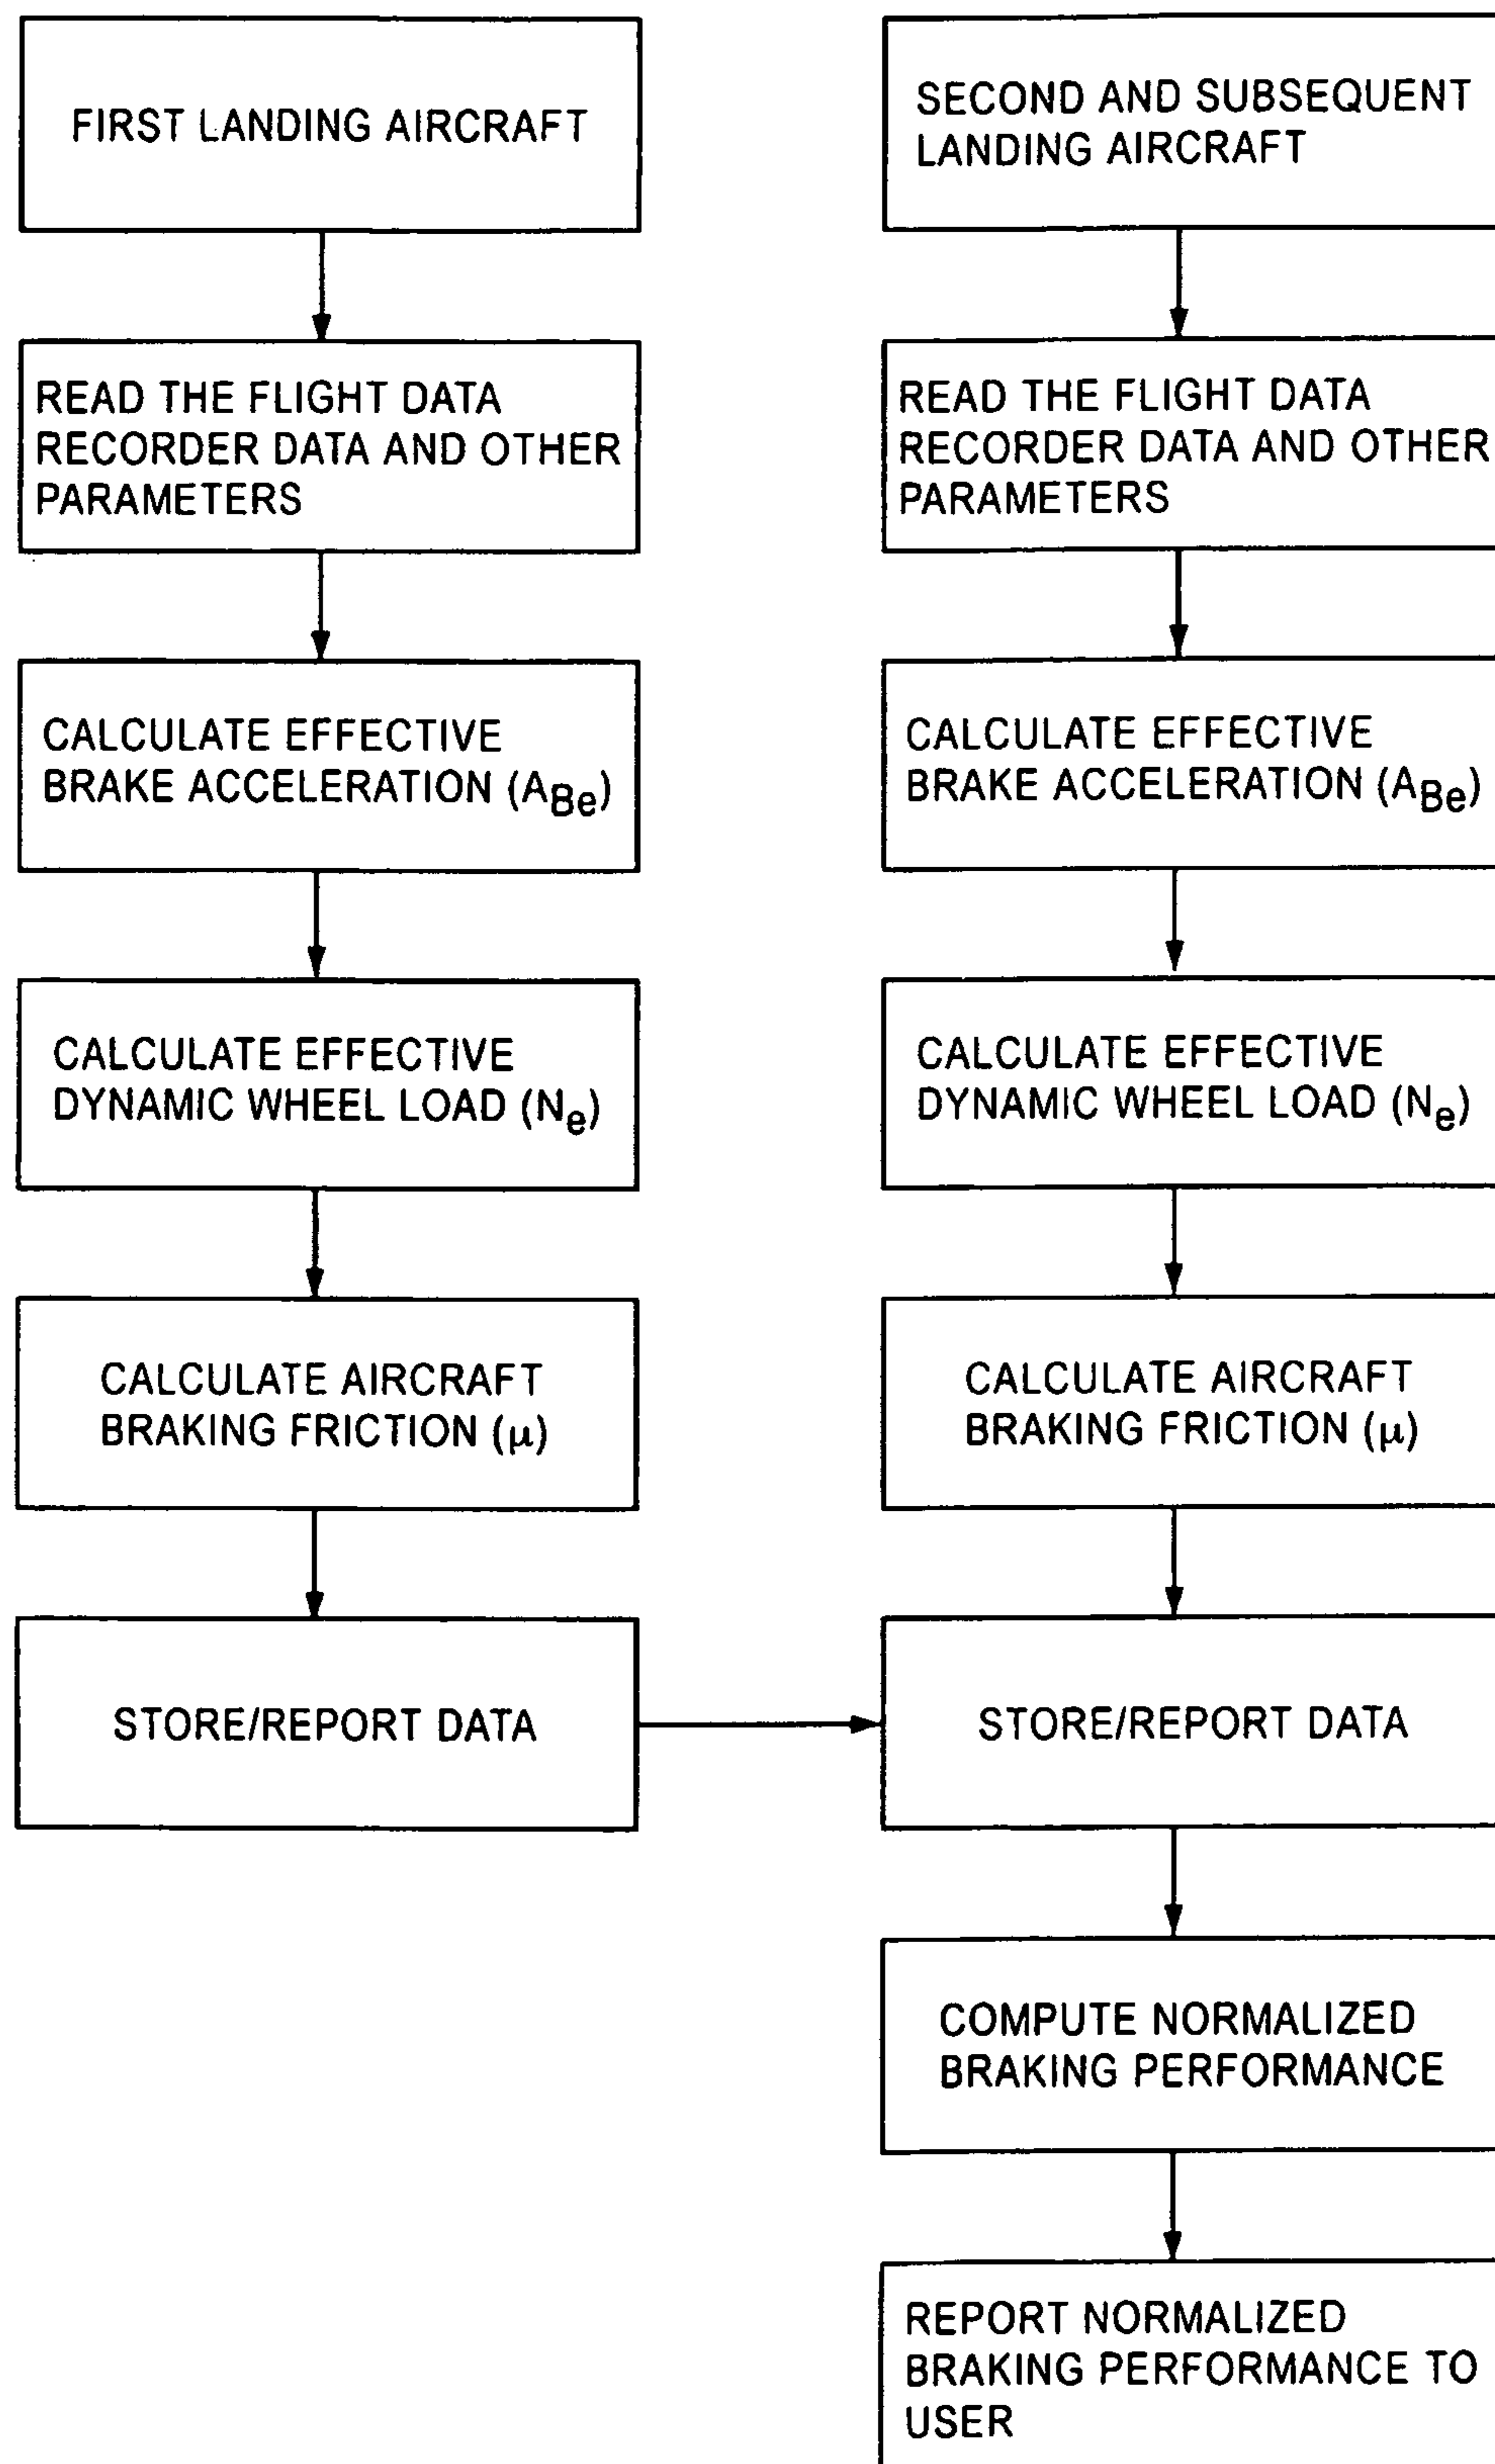 FIRST LANDING AIRCRAFT
READ THE FLIGHT DATA
RECORDER DATA AND OTHER
PARAMETERS
CALCULATE EFFECTIVE
BRAKE ACCELERATION (ABe)
CALCULATE EFFECTIVE
DYNAMIC WHEEL LOAD (Ne)
CALCULATE AIRCRAFT
BRAKING FRICTION (μ)
STORE/REPORT DATA
SECOND AND SUBSEQUENT
LANDING AIRCRAFT
READ THE FLIGHT DATA
RECORDER DATA AND OTHER
PARAMETERS
CALCULATE EFFECTIVE
BRAKE ACCELERATION (ABe)
CALCULATE EFFECTIVE
DYNAMIC WHEEL LOAD (Ne)
CALCULATE AIRCRAFT
BRAKING FRICTION (μ)
STORE/REPORT DATA
COMPUTE NORMALIZED
BRAKING PERFORMANCE
REPORT NORMALIZED
BRAKING PERFORMANCE TO
USER